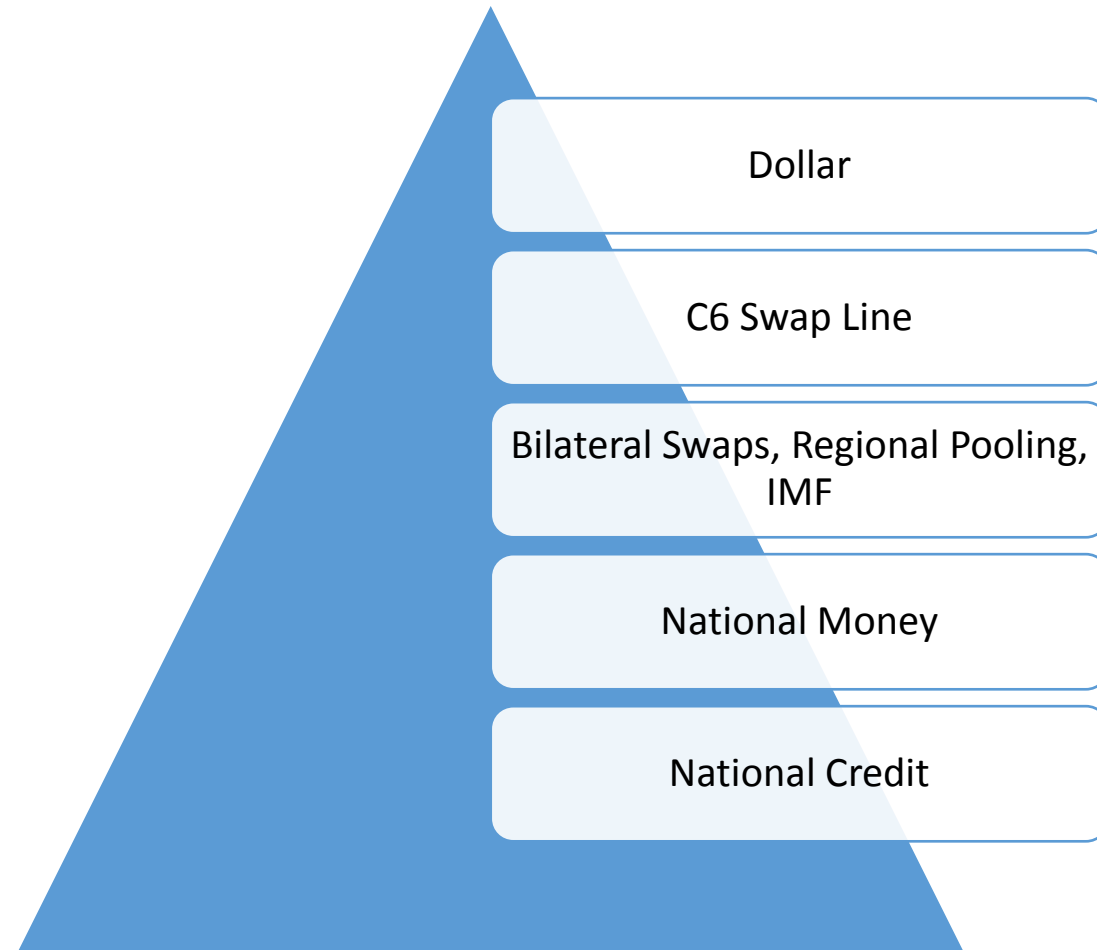 Dollar
C6 Swap Line
Bilateral Swaps, Regional Pooling,
IMF
National Money
National Credit